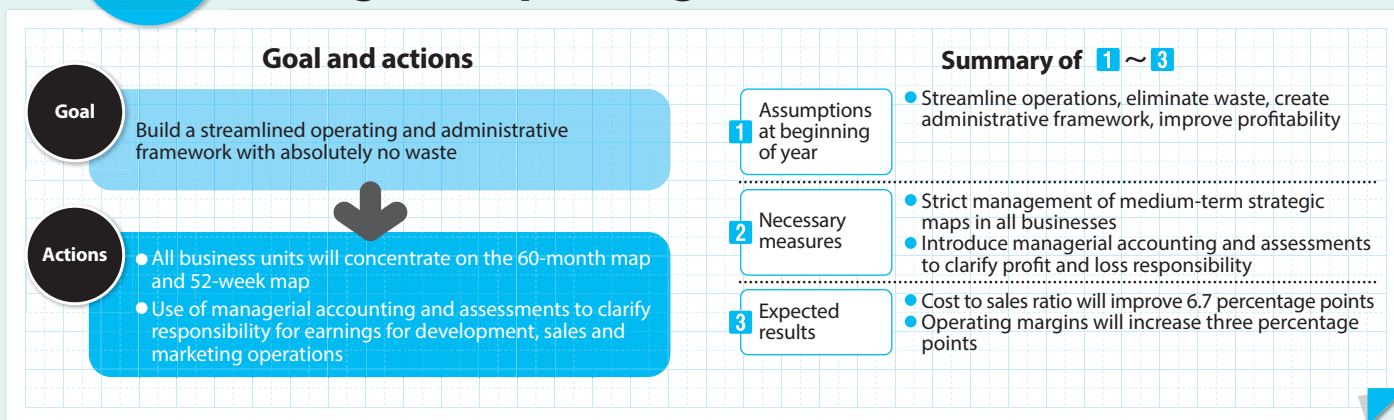 Goal and actions
Goal
Build a streamlined operating and administrative
framework with absolutely no waste
Actions
● All business units will concentrate on the 60-month map
and 52-week map
● Use of managerial accounting and assessments to clarify
responsibility for earnings for development, sales and
marketing operations
Summary of 1 ~ 3
1 Assumptions
at beginning
of year
● Streamline operations, eliminate waste, create
administrative framework, improve profitability
2 Necessary
measures
● Strict management of medium-term strategic
maps in all businesses
● Introduce managerial accounting and assessments
to clarify profit and loss responsibility
3 Expected
results
● Cost to sales ratio will improve 6.7 percentage points
● Operating margins will increase three percentage
points